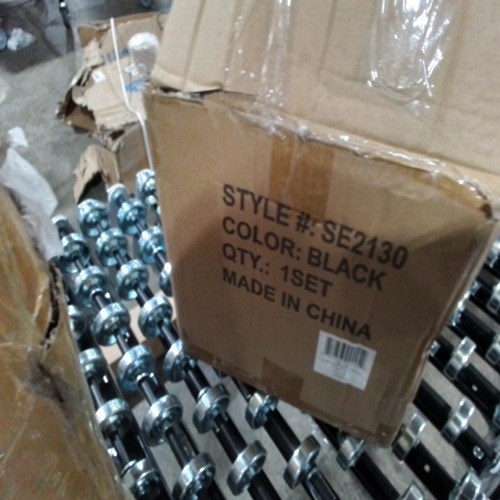 STYLE #: SE2130
COLOR: BLACK
QTY.: 1SET
MADE IN CHINA